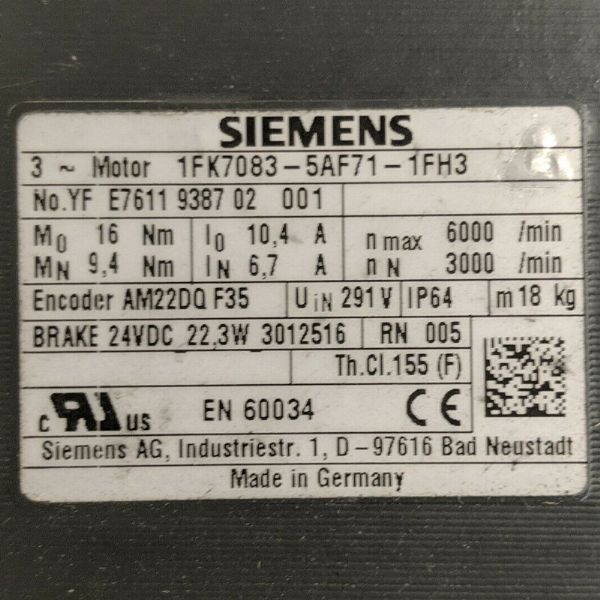 SIEMENS
3 ~ Motor 1FK7083-5AF71-1FH3
No.YF E7611 9387 02 001
M0 16 Nm I0 10,4 A n max 6000 /min
MN 9,4 Nm IN 6,7 A n N 3000 /min
Encoder AM22DQ F35 UiN 291 V IP64 m 18 kg
BRAKE 24VDC 22,3W 3012516 RN 005
Th.Cl.155 (F)
c RU US EN 60034 CE
Siemens AG, Industriestr. 1, D-97616 Bad Neustadt
Made in Germany